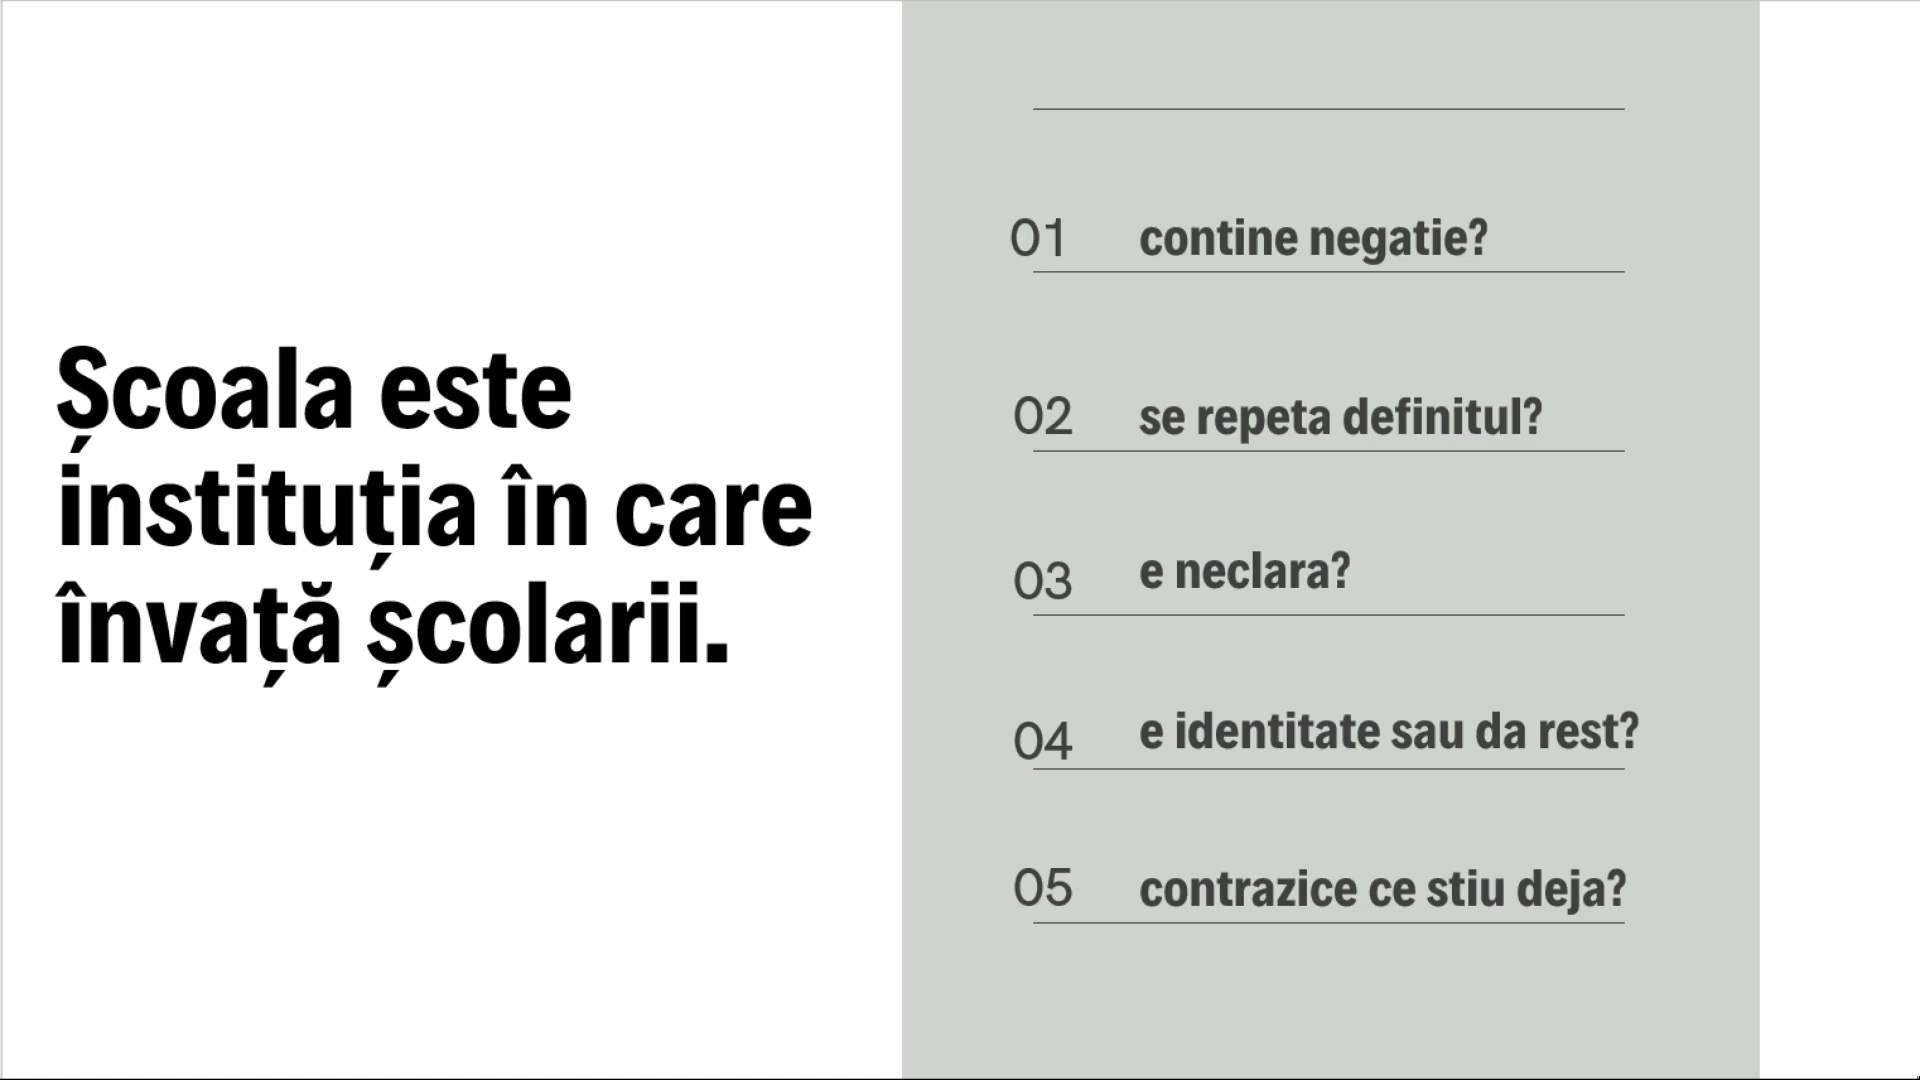 Școala este
instituția în care
învață școlarii.
01 contine negatie?
02 se repeta definitul?
03 e neclara?
04 e identitate sau da rest?
05 contrazice ce stiu deja?